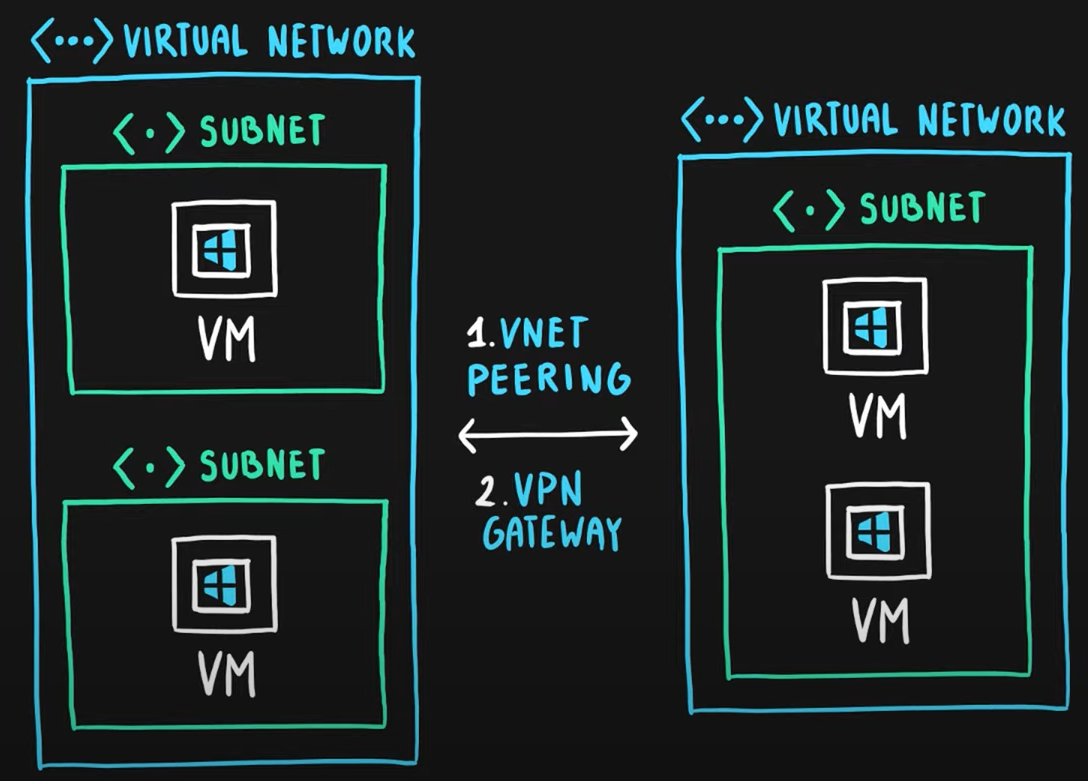 <···> VIRTUAL NETWORK
<·> SUBNET
VM
<·> SUBNET
VM
1. VNET
PEERING
2. VPN
GATEWAY
<···> VIRTUAL NETWORK
<·> SUBNET
VM
VM